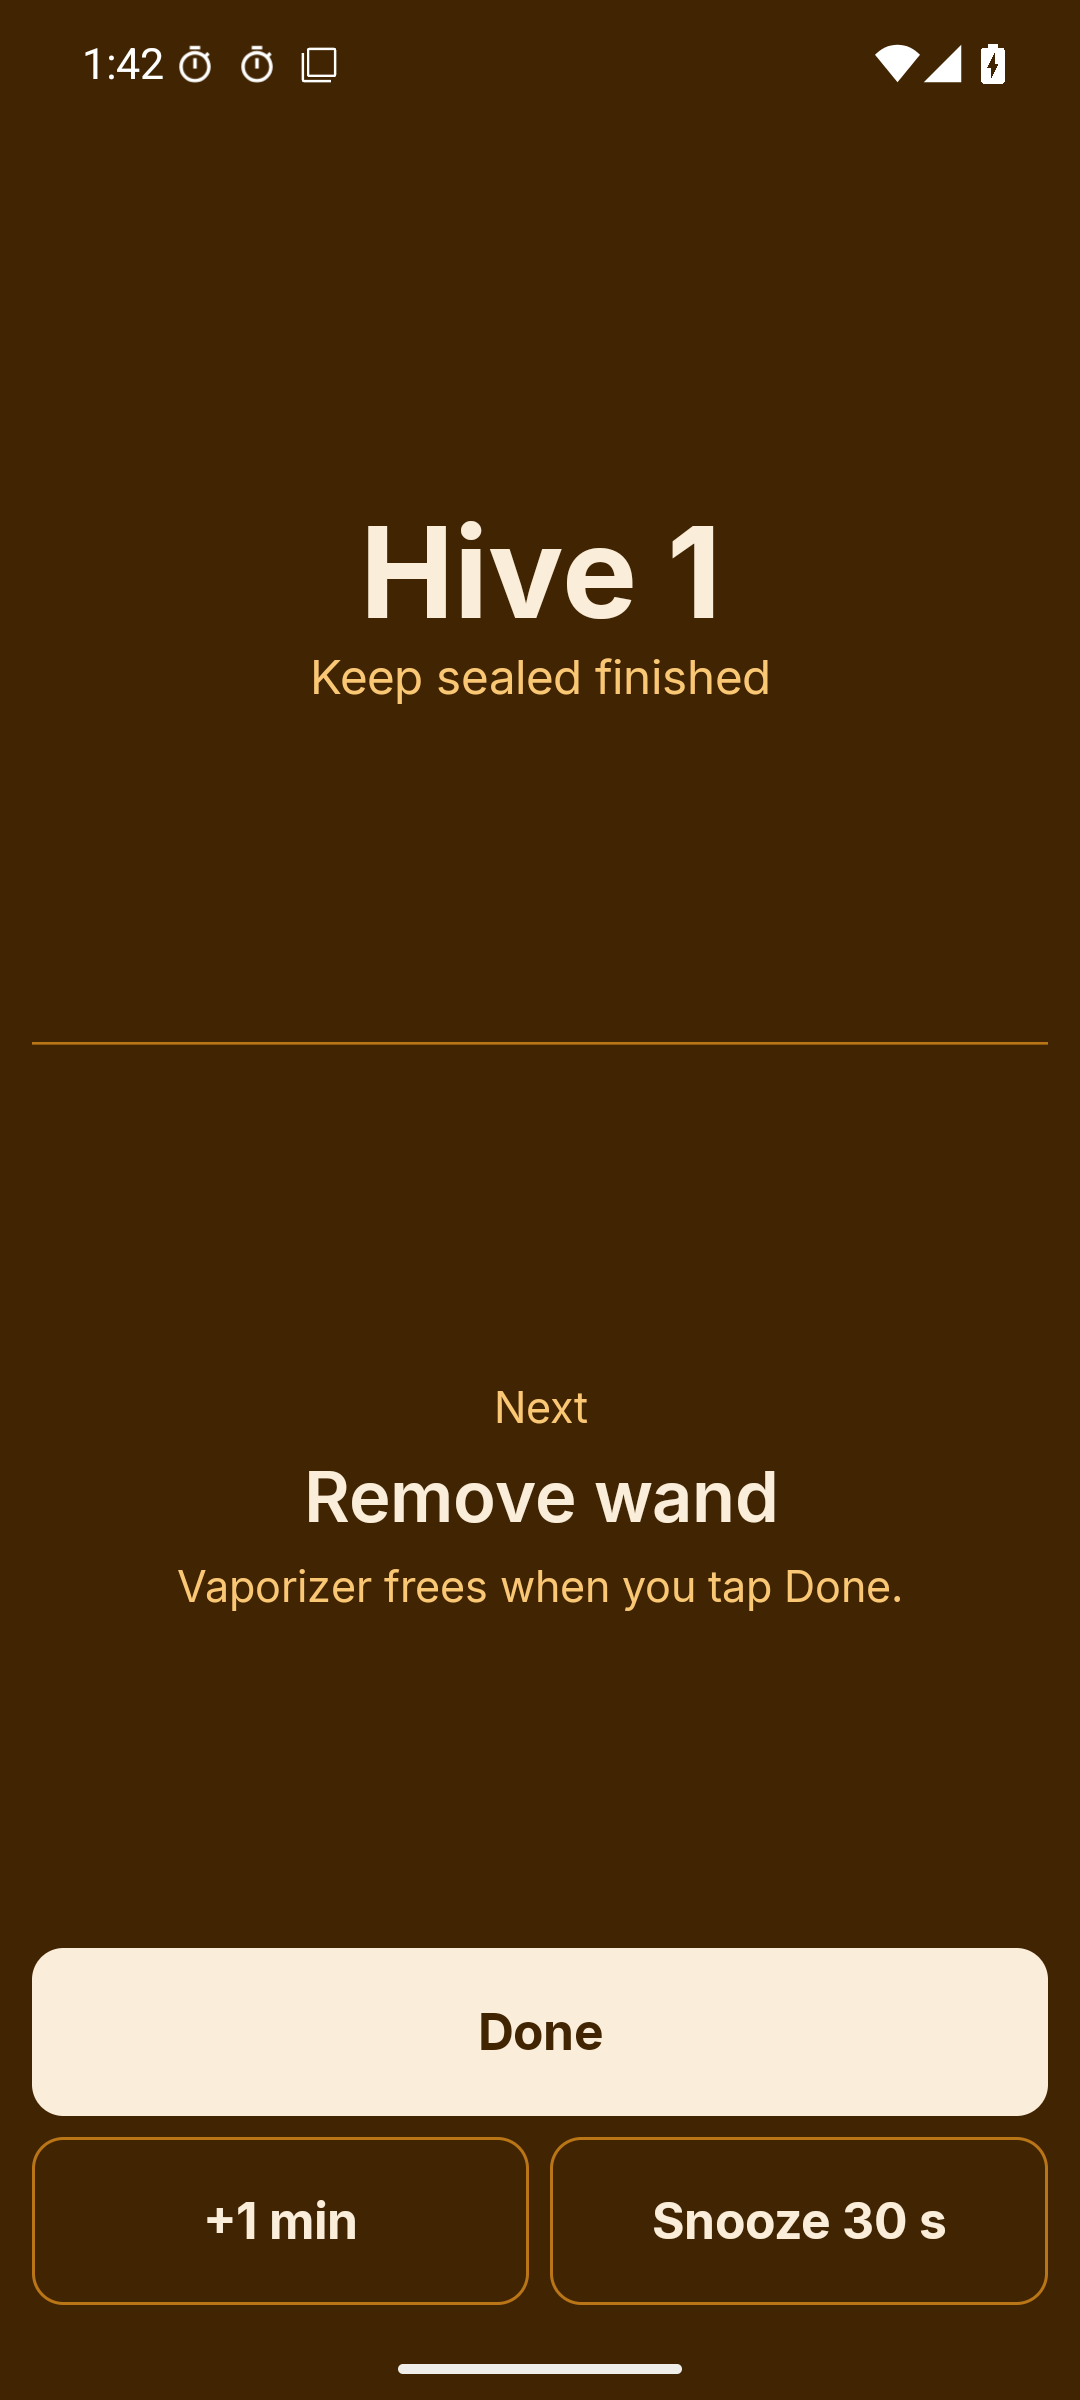 1:42
Hive 1
Keep sealed finished
Next
Remove wand
Vaporizer frees when you tap Done.
Done
+1 min
Snooze 30 s